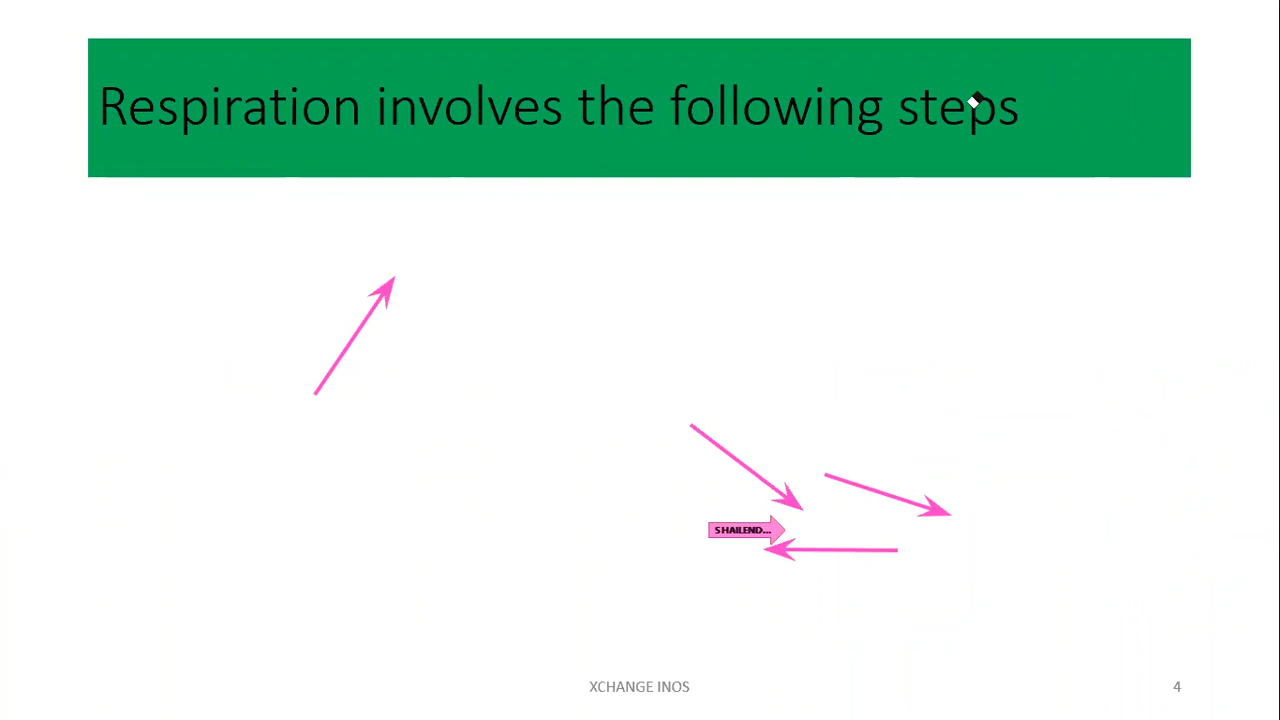 Respiration involves the following steps
SHAILEND...
XCHANGE INOS
4